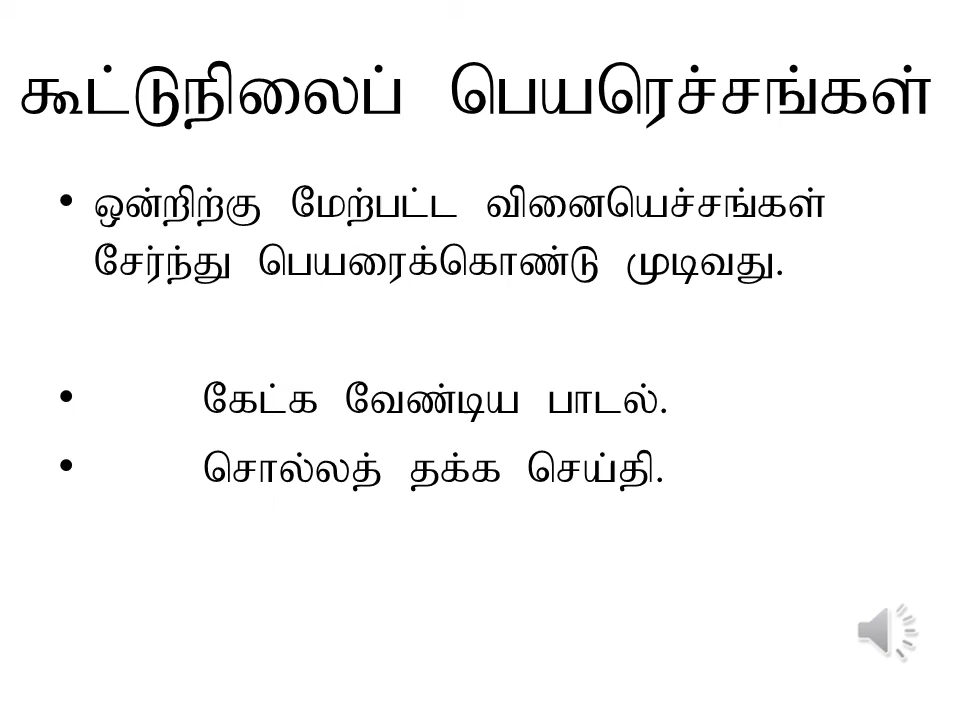 கூட்டுநிலைப் பெயரெச்சங்கள்
• ஒன்றிற்கு மேற்பட்ட வினையெச்சங்கள்
சேர்ந்து பெயரைக்கொண்டு முடிவது.
• கேட்க வேண்டிய பாடல்.
• சொல்லத் தக்க செய்தி.